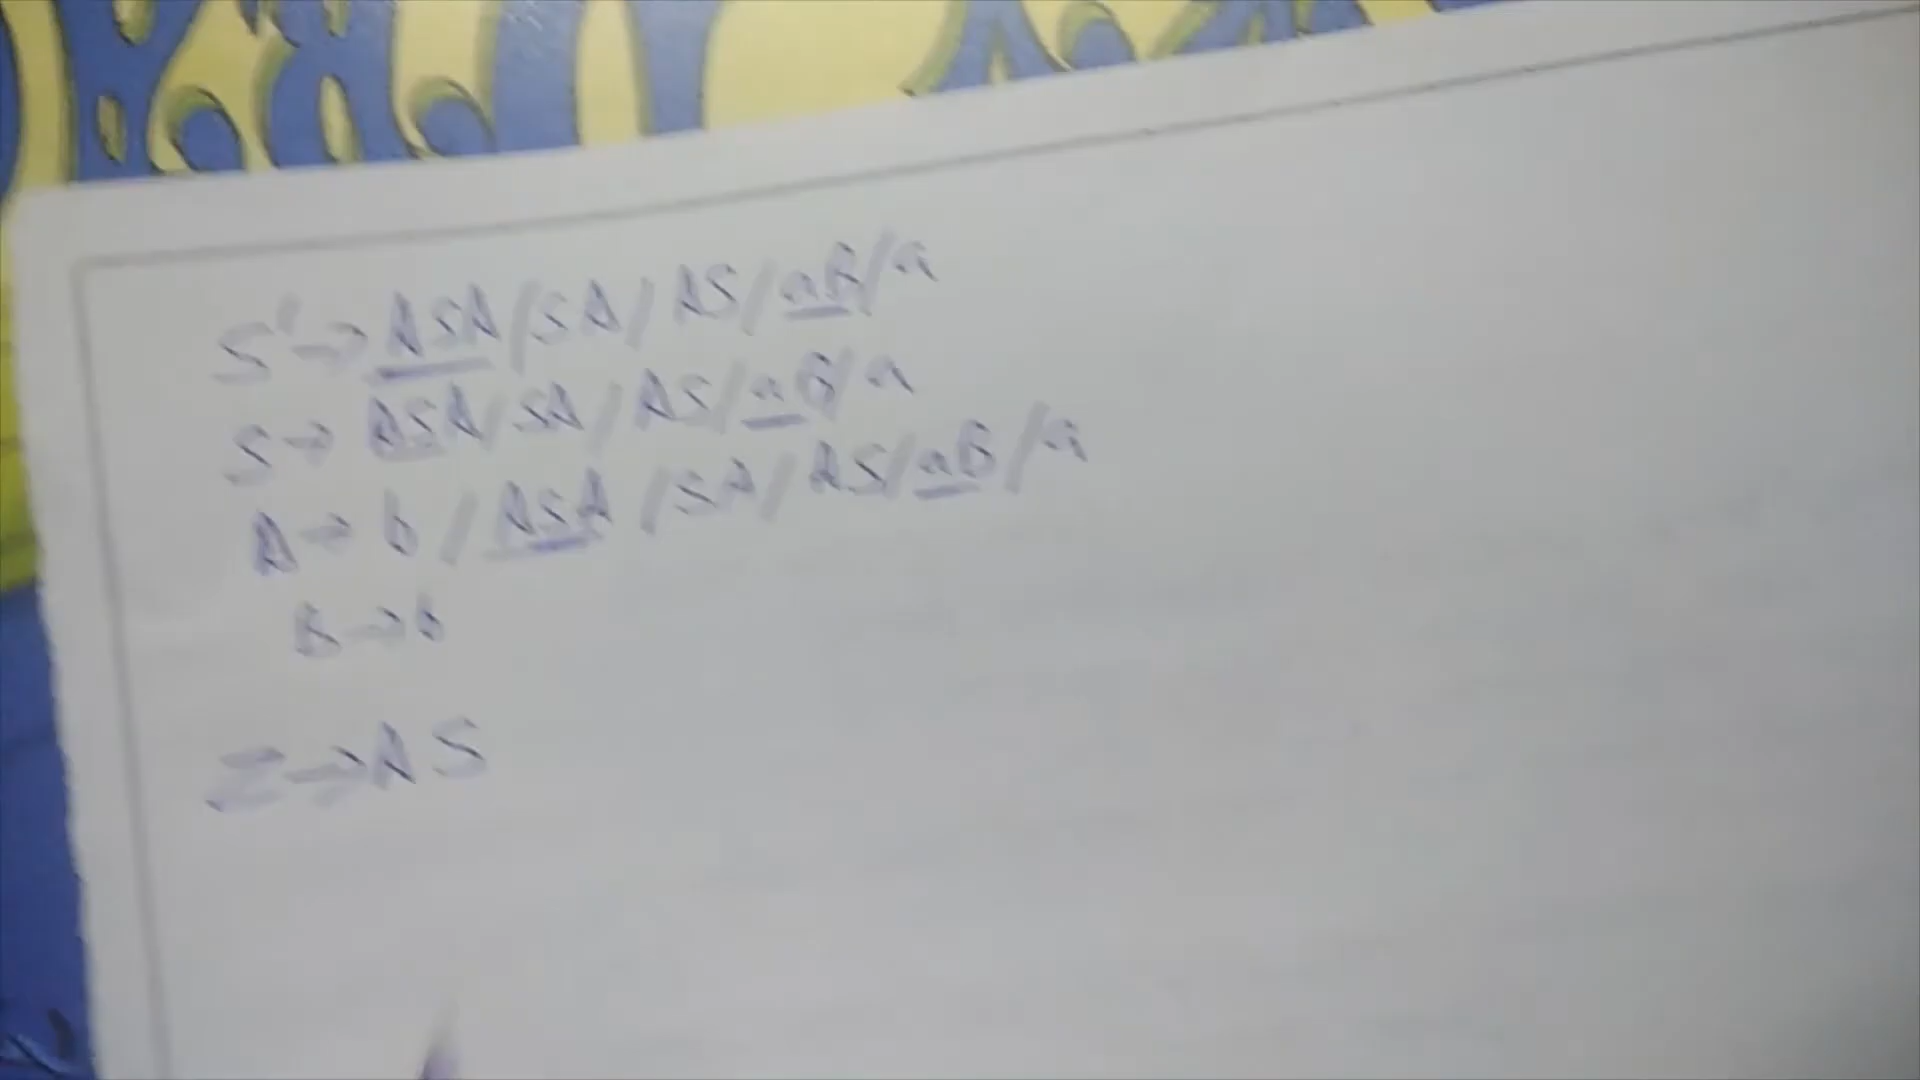 S' → ASA / SA / AS / aB / a
S → ASA / SA / AS / aB / a
A → b / ASA / SA / AS / aB / a
B → b
Z → AS